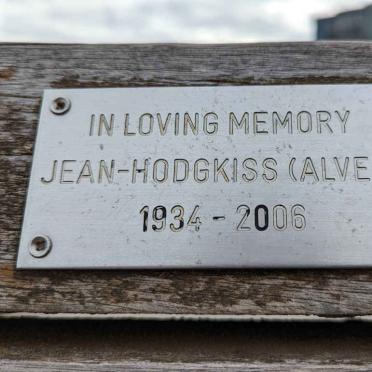 IN LOVING MEMORY
JEAN-HODGKISS (ALVE
1934 - 2006